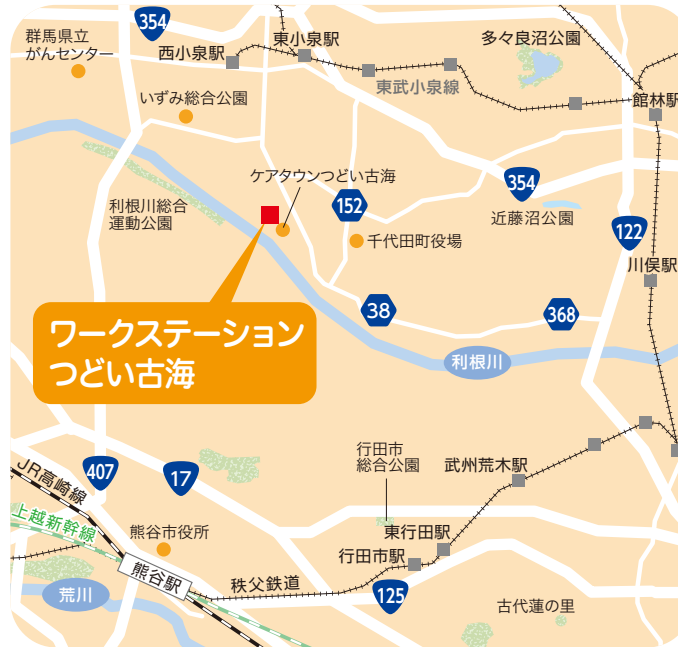 354
群馬県立
がんセンター
西小泉駅
東小泉駅
多々良沼公園
東武小泉線
館林駅
いずみ総合公園
ケアタウンつどい古海
利根川総合
運動公園
152
354
近藤沼公園
千代田町役場
122
川俣駅
ワークステーション
つどい古海
38
368
利根川
行田市
総合公園
武州荒木駅
407
17
JR高崎線
上越新幹線
熊谷市役所
東行田駅
行田市駅
熊谷駅
秩父鉄道
125
荒川
古代蓮の里